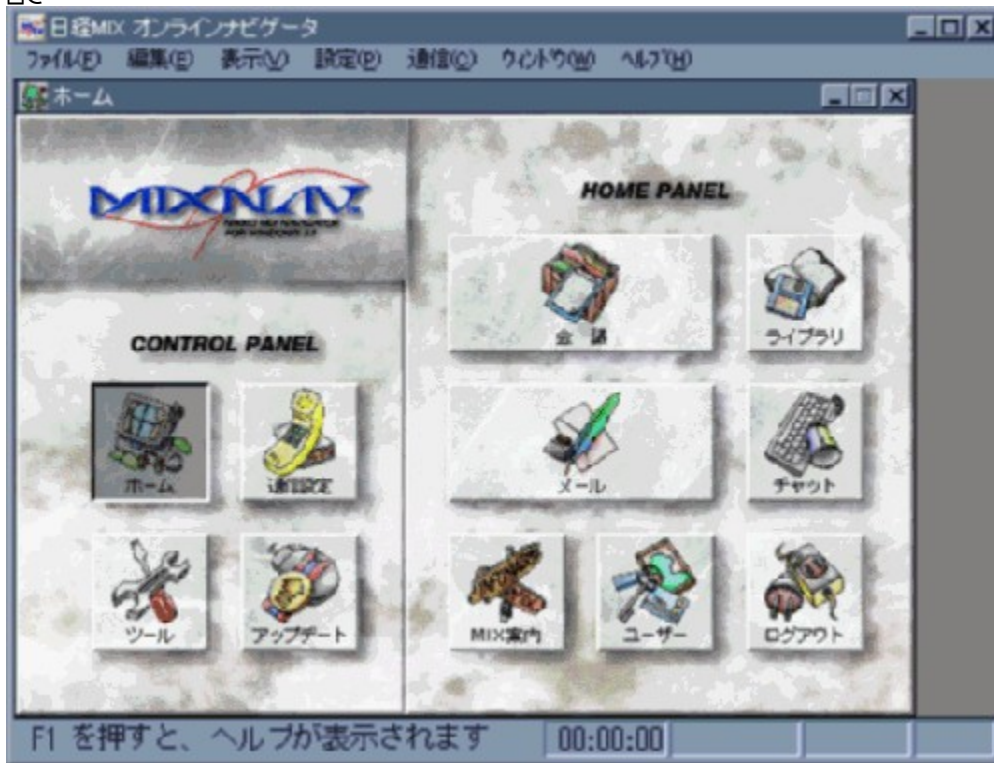 日経MIX オンラインナビゲータ
ファイル(F) 編集(E) 表示(V) 設定(P) 通信(C) ウィンドウ(W) ヘルプ(H)
ホーム
MIXNAV.
FOR WINDOWS
CONTROL PANEL
ホーム
通信設定
ツール
アップデート
HOME PANEL
会 議
ライブラリ
メール
チャット
MIX案内
ユーザー
ログアウト
F1 を押すと、ヘルプが表示されます 00:00:00